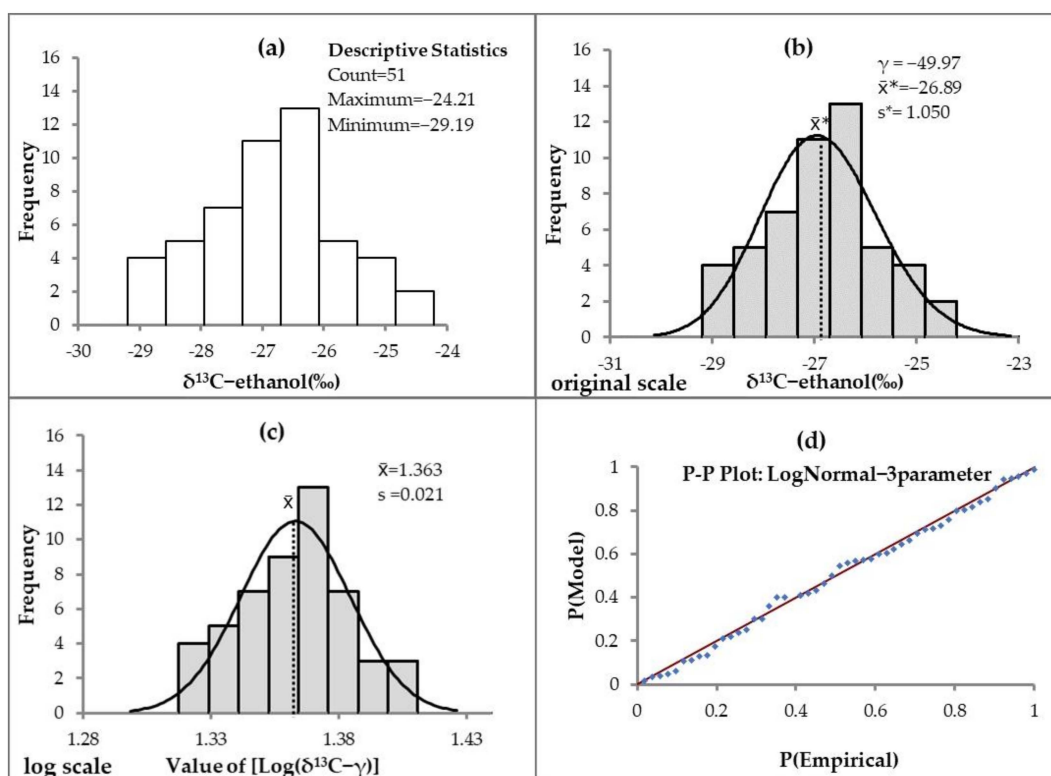 (a)
Descriptive Statistics
Count=51
Maximum=−24.21
Minimum=−29.19
16
14
12
10
8
6
4
2
0
Frequency
-30 -29 -28 -27 -26 -25 -24
δ¹³C−ethanol(‰)
(b)
γ = −49.97
x̄*=−26.89
s*= 1.050
x̄*
16
14
12
10
8
6
4
2
0
Frequency
-31 -29 -27 -25 -23
original scale δ¹³C−ethanol(‰)
(c)
x̄=1.363
s =0.021
x̄
16
14
12
10
8
6
4
2
0
Frequency
1.28 1.33 1.38 1.43
log scale Value of [Log(δ¹³C−γ)]
(d)
P-P Plot: LogNormal−3parameter
1
0.8
0.6
0.4
0.2
0
P(Model)
0 0.2 0.4 0.6 0.8 1
P(Empirical)